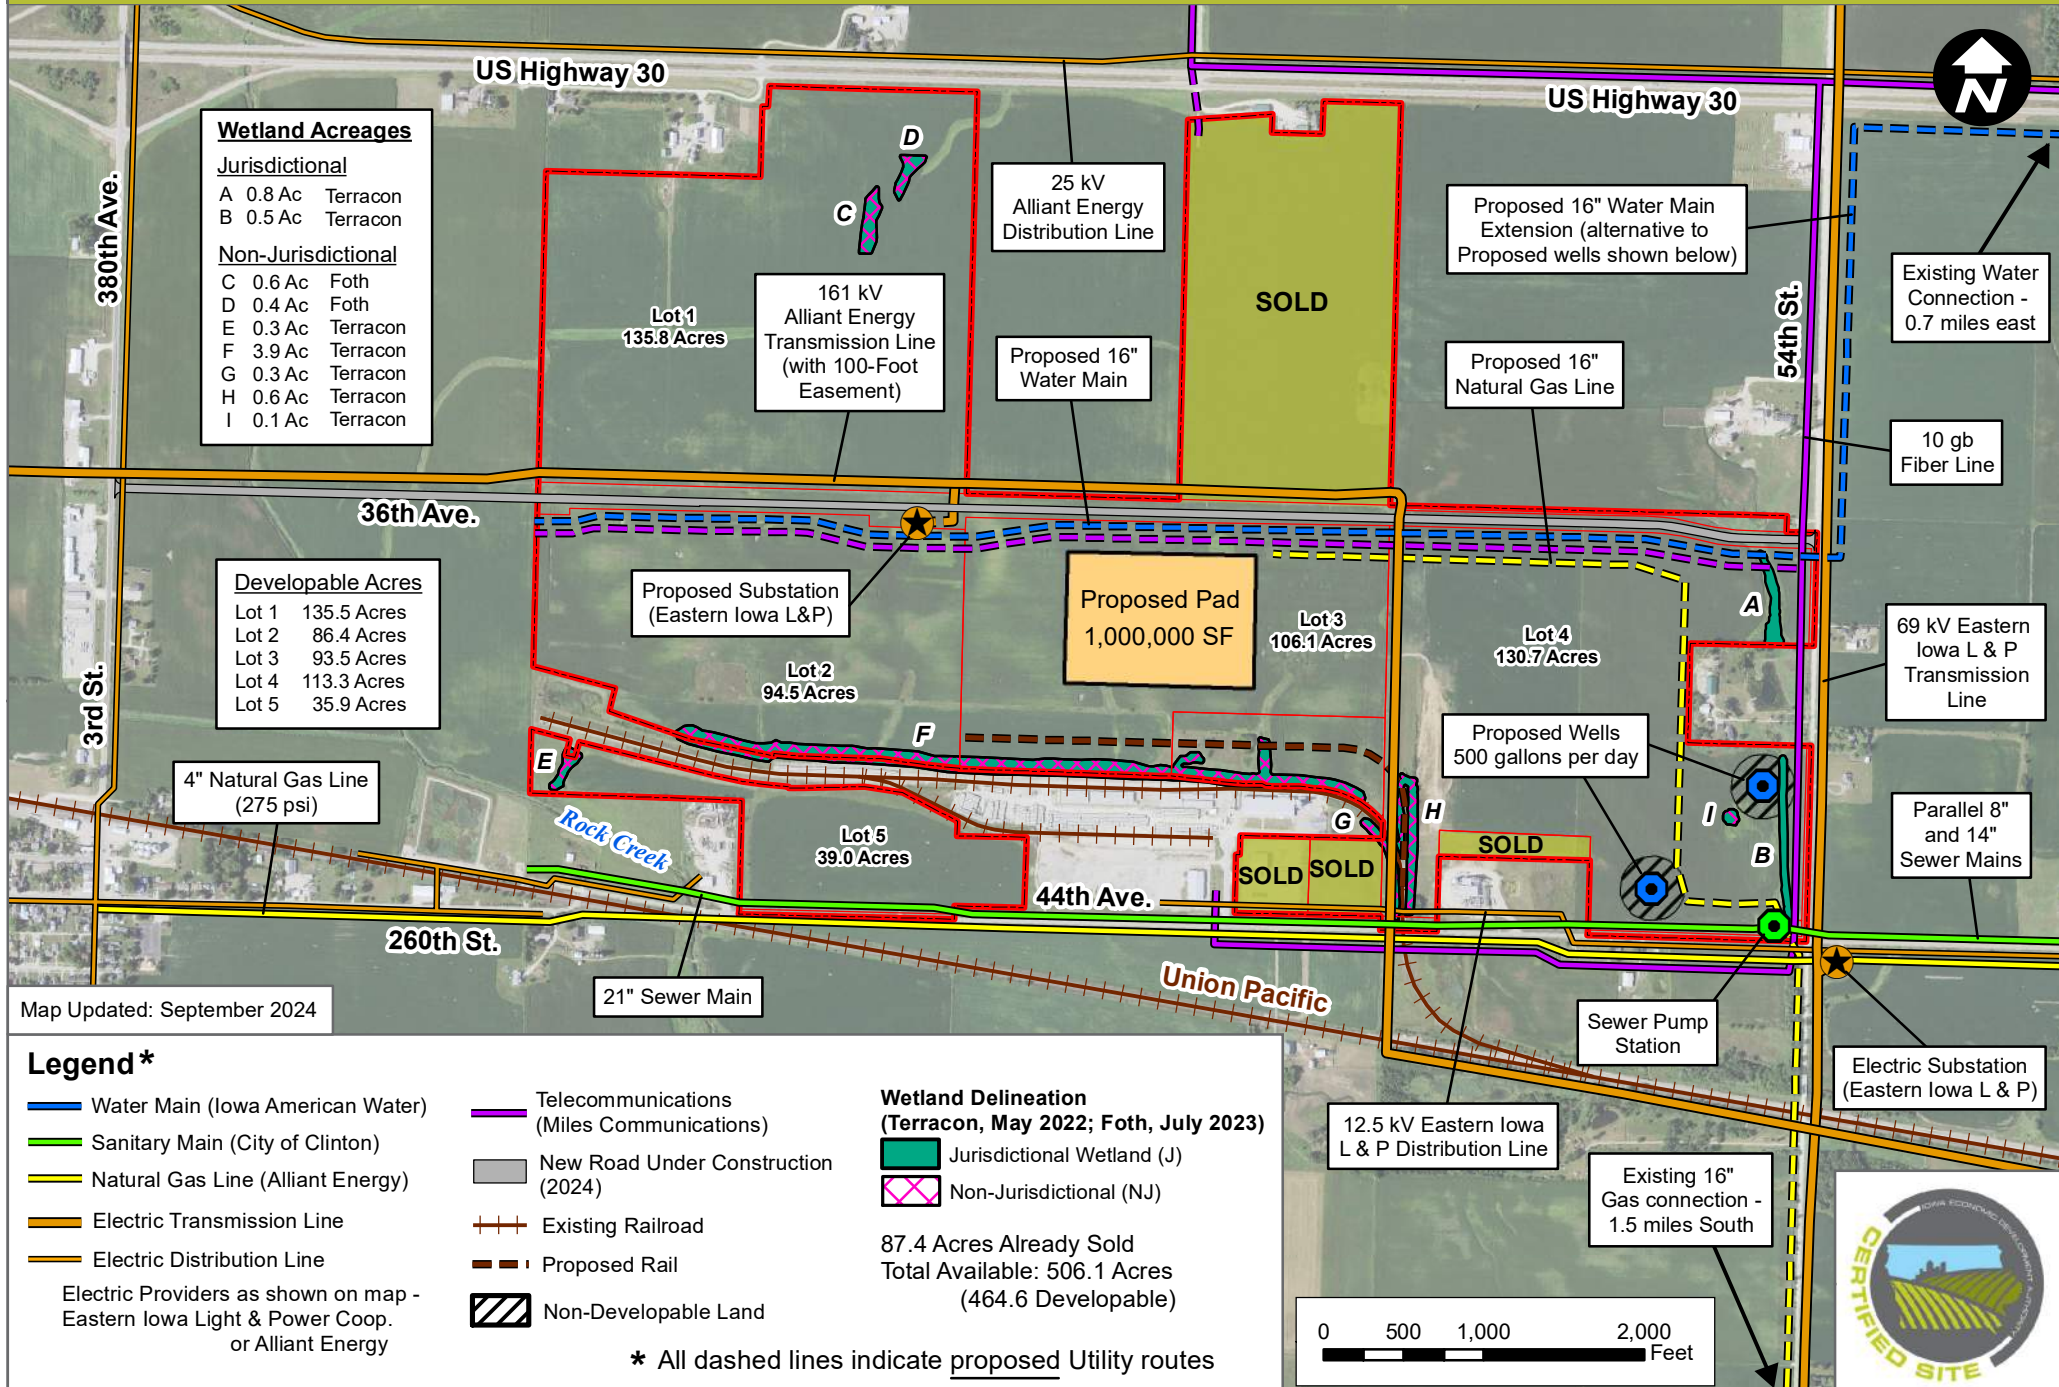 US Highway 30
US Highway 30
N
Wetland Acreages
Jurisdictional
A 0.8 Ac Terracon
B 0.5 Ac Terracon
Non-Jurisdictional
C 0.6 Ac Foth
D 0.4 Ac Foth
E 0.3 Ac Terracon
F 3.9 Ac Terracon
G 0.3 Ac Terracon
H 0.6 Ac Terracon
I 0.1 Ac Terracon
380th Ave.
D
C
25 kV
Alliant Energy
Distribution Line
Proposed 16" Water Main
Extension (alternative to
Proposed wells shown below)
Existing Water
Connection -
0.7 miles east
Lot 1
135.8 Acres
161 kV
Alliant Energy
Transmission Line
(with 100-Foot
Easement)
SOLD
54th St.
Proposed 16"
Water Main
Proposed 16"
Natural Gas Line
10 gb
Fiber Line
36th Ave.
Developable Acres
Lot 1 135.5 Acres
Lot 2 86.4 Acres
Lot 3 93.5 Acres
Lot 4 113.3 Acres
Lot 5 35.9 Acres
Proposed Substation
(Eastern Iowa L&P)
Proposed Pad
1,000,000 SF
Lot 3
106.1 Acres
Lot 4
130.7 Acres
A
69 kV Eastern
Iowa L & P
Transmission
Line
Lot 2
94.5 Acres
3rd St.
F
E
Proposed Wells
500 gallons per day
4" Natural Gas Line
(275 psi)
Rock Creek
Lot 5
39.0 Acres
G
H
I
B
Parallel 8"
and 14"
Sewer Mains
SOLD
SOLD
SOLD
44th Ave.
260th St.
21" Sewer Main
Union Pacific
Map Updated: September 2024
Sewer Pump
Station
Electric Substation
(Eastern Iowa L & P)
12.5 kV Eastern Iowa
L & P Distribution Line
Existing 16"
Gas connection -
1.5 miles South
Legend*
Water Main (Iowa American Water)
Sanitary Main (City of Clinton)
Natural Gas Line (Alliant Energy)
Electric Transmission Line
Electric Distribution Line
Electric Providers as shown on map -
Eastern Iowa Light & Power Coop.
or Alliant Energy
Telecommunications
(Miles Communications)
New Road Under Construction
(2024)
Existing Railroad
Proposed Rail
Non-Developable Land
Wetland Delineation
(Terracon, May 2022; Foth, July 2023)
Jurisdictional Wetland (J)
Non-Jurisdictional (NJ)
87.4 Acres Already Sold
Total Available: 506.1 Acres
(464.6 Developable)
* All dashed lines indicate proposed Utility routes
0 500 1,000 2,000
Feet
IOWA ECONOMIC DEVELOPMENT AUTHORITY
CERTIFIED SITE